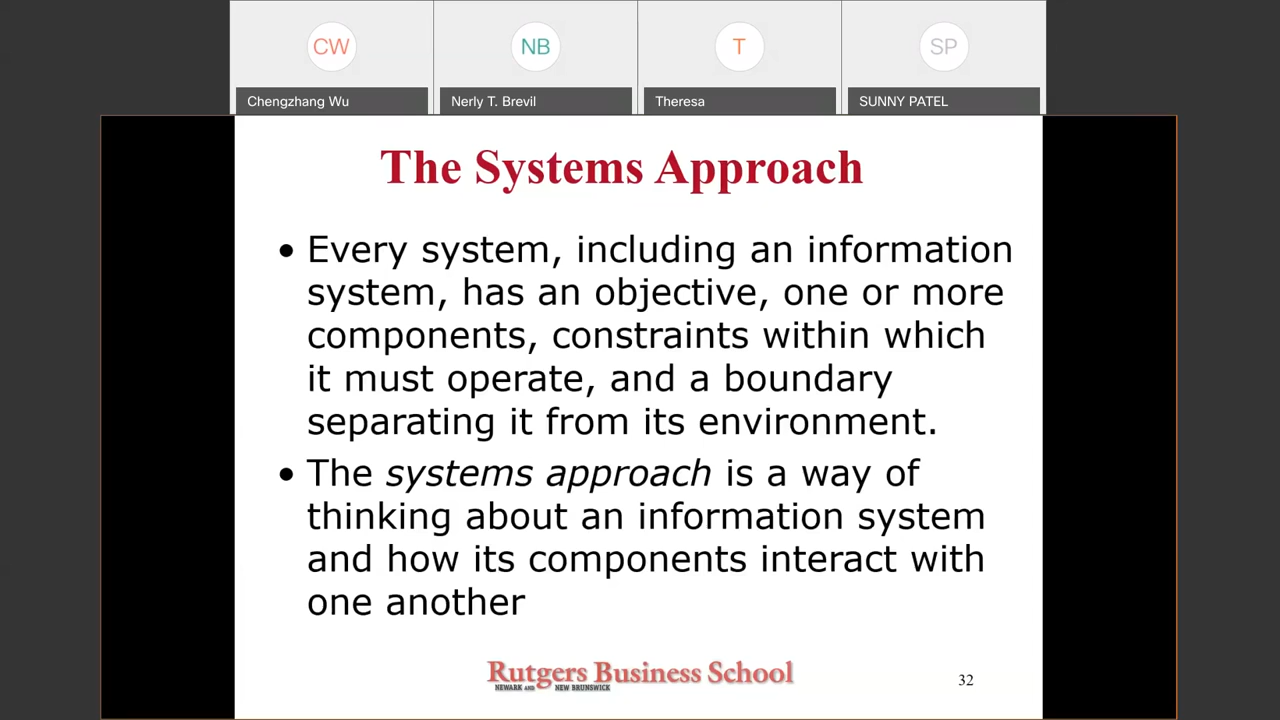 CW
NB
T
SP
Chengzhang Wu
Nerly T. Brevil
Theresa
SUNNY PATEL
The Systems Approach
• Every system, including an information
system, has an objective, one or more
components, constraints within which
it must operate, and a boundary
separating it from its environment.
• The systems approach is a way of
thinking about an information system
and how its components interact with
one another
Rutgers Business School
NEWARK AND NEW BRUNSWICK
32